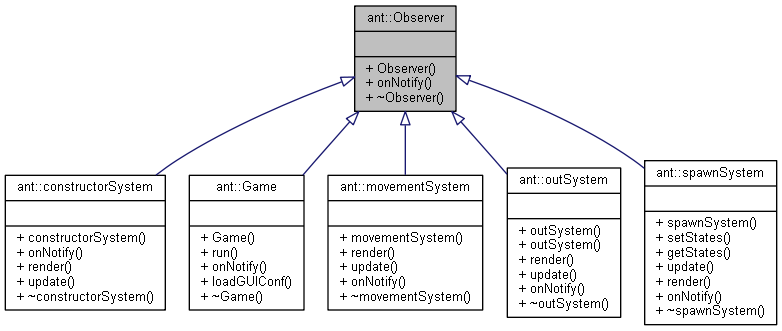 ant::Observer
+ Observer()
+ onNotify()
+ ~Observer()
ant::constructorSystem
+ constructorSystem()
+ onNotify()
+ render()
+ update()
+ ~constructorSystem()
ant::Game
+ Game()
+ run()
+ onNotify()
+ loadGUIConf()
+ ~Game()
ant::movementSystem
+ movementSystem()
+ render()
+ update()
+ onNotify()
+ ~movementSystem()
ant::outSystem
+ outSystem()
+ outSystem()
+ render()
+ update()
+ onNotify()
+ ~outSystem()
ant::spawnSystem
+ spawnSystem()
+ setStates()
+ getStates()
+ update()
+ render()
+ onNotify()
+ ~spawnSystem()